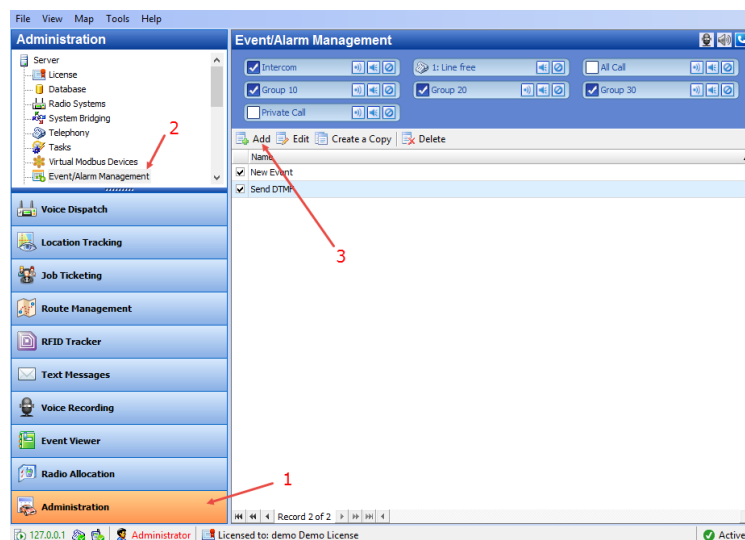 File View Map Tools Help
Administration
Server
License
Database
Radio Systems
System Bridging
Telephony
Tasks
Virtual Modbus Devices
Event/Alarm Management
2
Voice Dispatch
Location Tracking
Job Ticketing
Route Management
RFID Tracker
Text Messages
Voice Recording
Event Viewer
Radio Allocation
Administration
1
Event/Alarm Management
Intercom 1: Line free All Call
Group 10 Group 20 Group 30
Private Call
Add Edit Create a Copy Delete
Name
New Event
Send DTMF
3
Record 2 of 2
127.0.0.1 Administrator Licensed to: demo Demo License Active